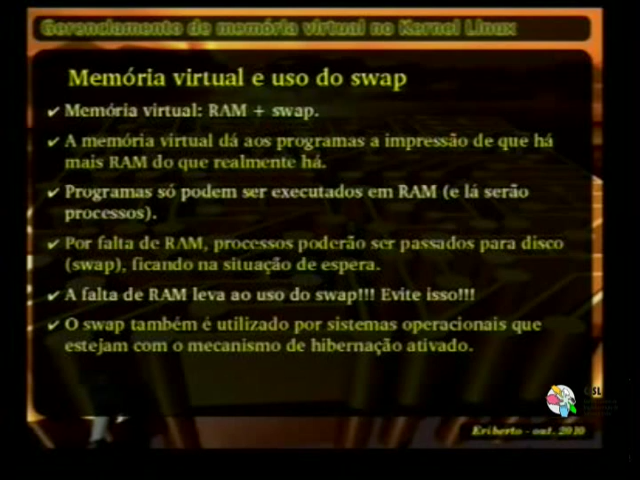 Gerenciamento de memória virtual no Kernel Linux
Memória virtual e uso do swap
✔ Memória virtual: RAM + swap.
✔ A memória virtual dá aos programas a impressão de que há
mais RAM do que realmente há.
✔ Programas só podem ser executados em RAM (e lá serão
processos).
✔ Por falta de RAM, processos poderão ser passados para disco
(swap), ficando na situação de espera.
✔ A falta de RAM leva ao uso do swap!!! Evite isso!!!
✔ O swap também é utilizado por sistemas operacionais que
estejam com o mecanismo de hibernação ativado.
Eriberto - out. 2010